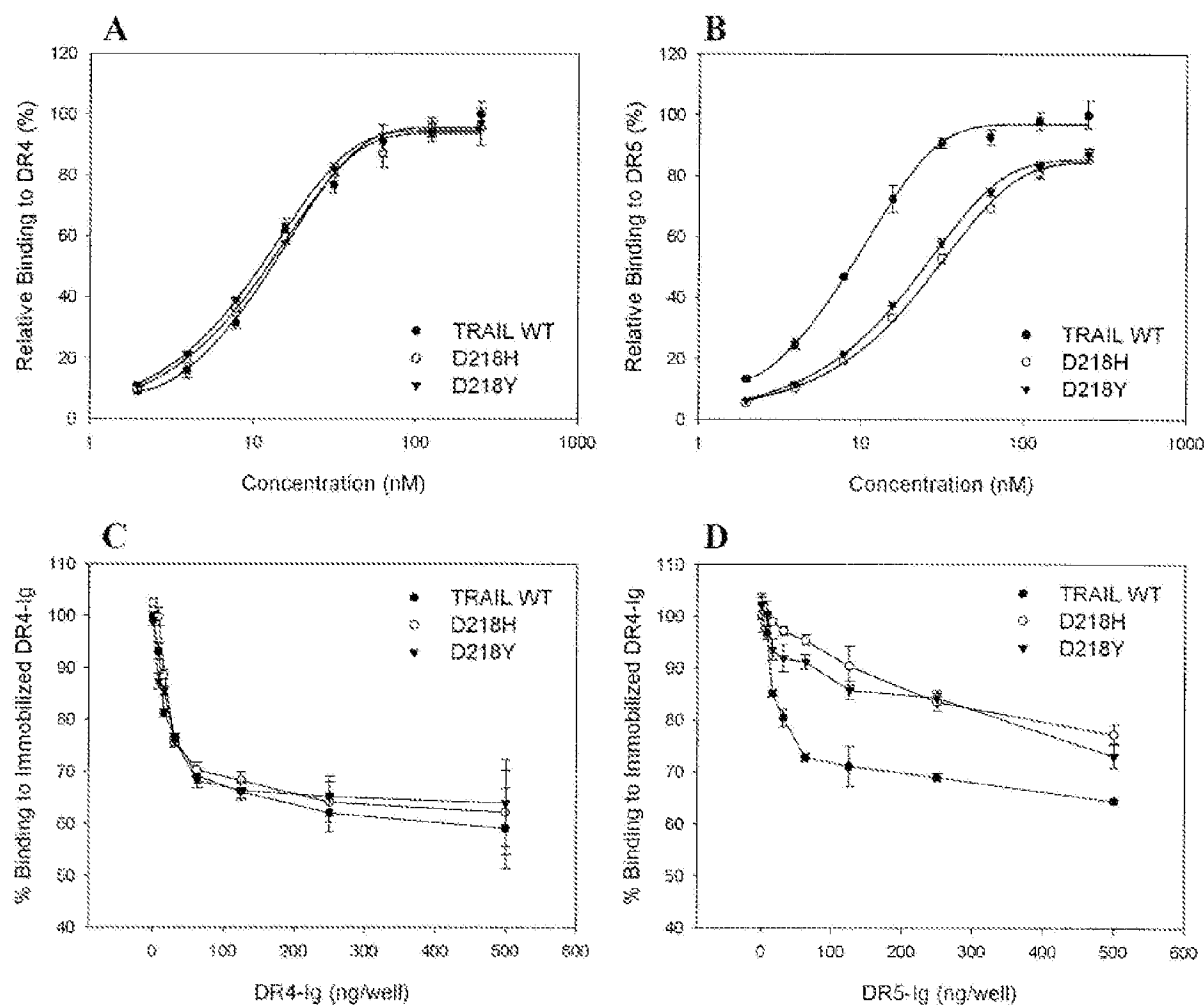 A
Relative Binding to DR4 (%)
120
100
80
60
40
20
0
1
10
100
1000
Concentration (nM)
TRAIL WT
D218H
D218Y
B
Relative Binding to DR5 (%)
120
100
80
60
40
20
0
1
10
100
1000
Concentration (nM)
TRAIL WT
D218H
D218Y
C
% Binding to Immobilized DR4-Ig
110
100
90
80
70
60
50
40
0
100
200
300
400
500
600
DR4-Ig (ng/well)
TRAIL WT
D218H
D218Y
D
% Binding to Immobilized DR4-Ig
110
100
90
80
70
60
50
40
0
100
200
300
400
500
600
DR5-Ig (ng/well)
TRAIL WT
D218H
D218Y